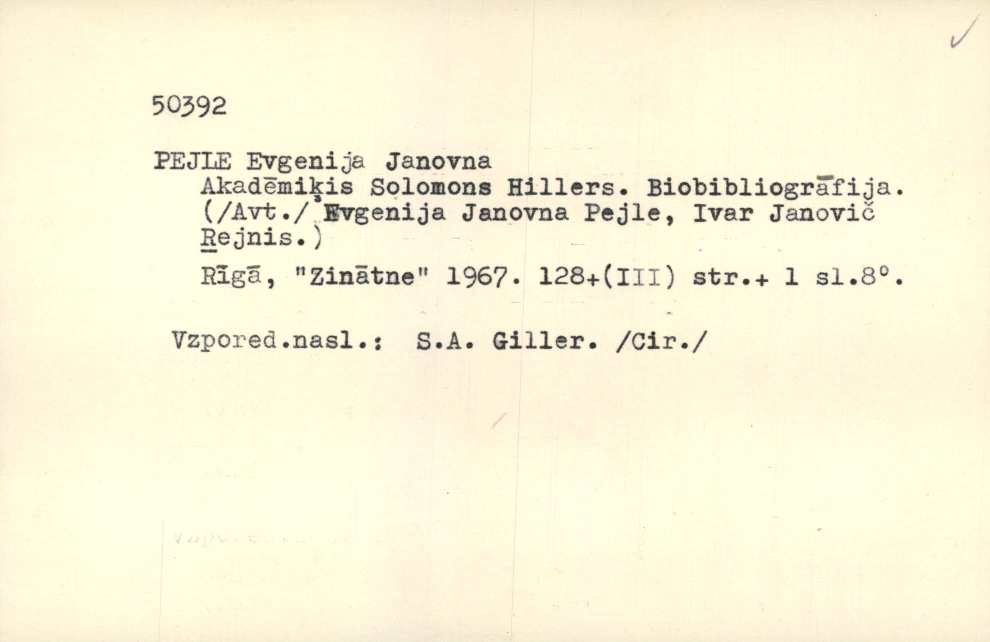 50392
PEJLE Evgenija Janovna
Akadēmiķis Solomons Hillers. Biobibliogrāfija.
(/Avt./ Evgenija Janovna Pejle, Ivar Janovič
Rejnis.)
Rīgā, "Zinātne" 1967. 128+(III) str.+ 1 sl.8°.
Vzpored.nasl.: S.A. Giller. /Cir./